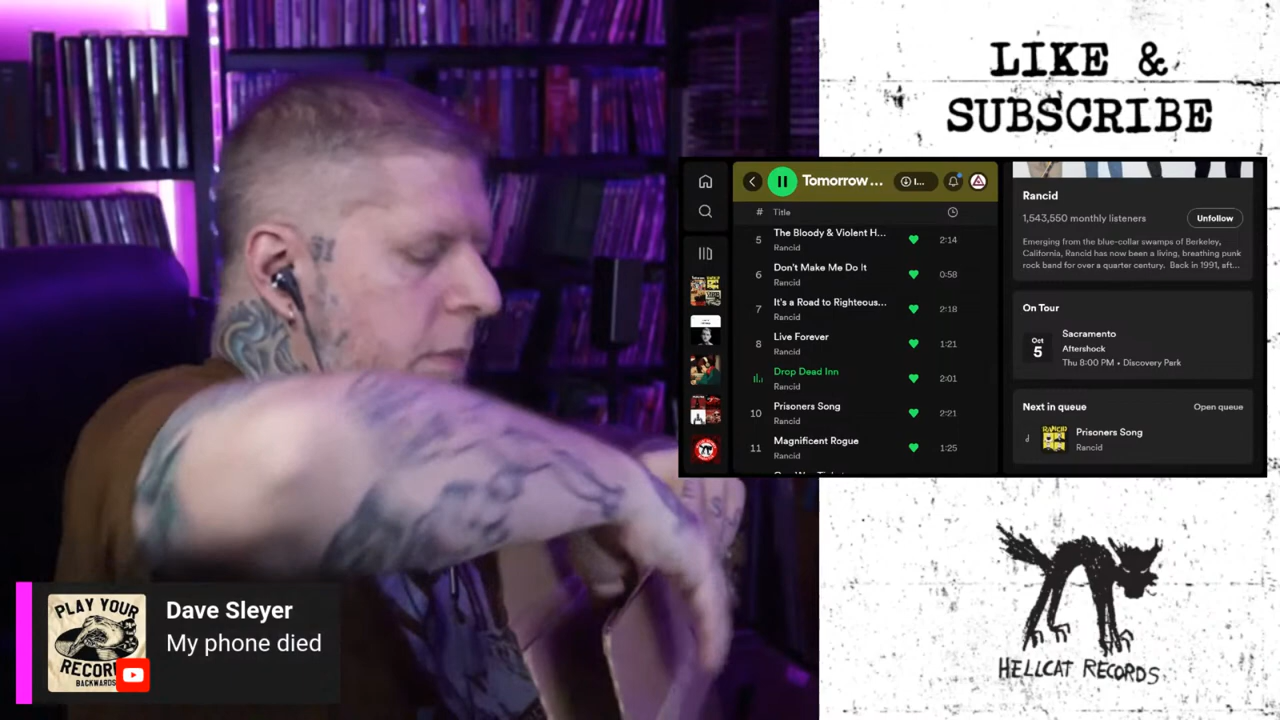 LIKE &
SUBSCRIBE
Tomorrow ...
I...
# Title
5 The Bloody & Violent H... 2:14
Rancid
6 Don't Make Me Do It 0:58
Rancid
7 It's a Road to Righteous... 2:18
Rancid
8 Live Forever 1:21
Rancid
Drop Dead Inn 2:01
Rancid
10 Prisoners Song 2:21
Rancid
11 Magnificent Rogue 1:25
Rancid
Rancid
1,543,550 monthly listeners Unfollow
Emerging from the blue-collar swamps of Berkeley,
California, Rancid has now been a living, breathing punk
rock band for over a quarter century. Back in 1991, aft...
On Tour
Oct
5
Sacramento
Aftershock
Thu 8:00 PM • Discovery Park
Next in queue Open queue
RANCID
Prisoners Song
Rancid
HELLCAT RECORDS
PLAY YOUR
RECOR
BACKWARDS
Dave Sleyer
My phone died